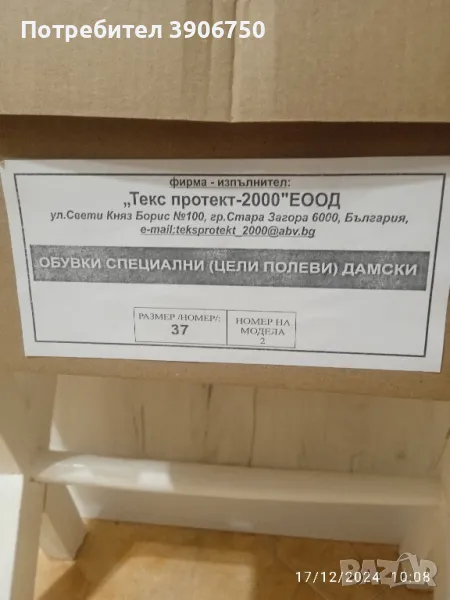 Потребител 3906750
фирма - изпълнител:
„Текс протект-2000"ЕООД
ул.Свети Княз Борис №100, гр.Стара Загора 6000, България,
e-mail:teksprotekt_2000@abv.bg
ОБУВКИ СПЕЦИАЛНИ (ЦЕЛИ ПОЛЕВИ) ДАМСКИ
РАЗМЕР /НОМЕР/:
37
НОМЕР НА
МОДЕЛА
2
17/12/2024 10:08
BAZAR